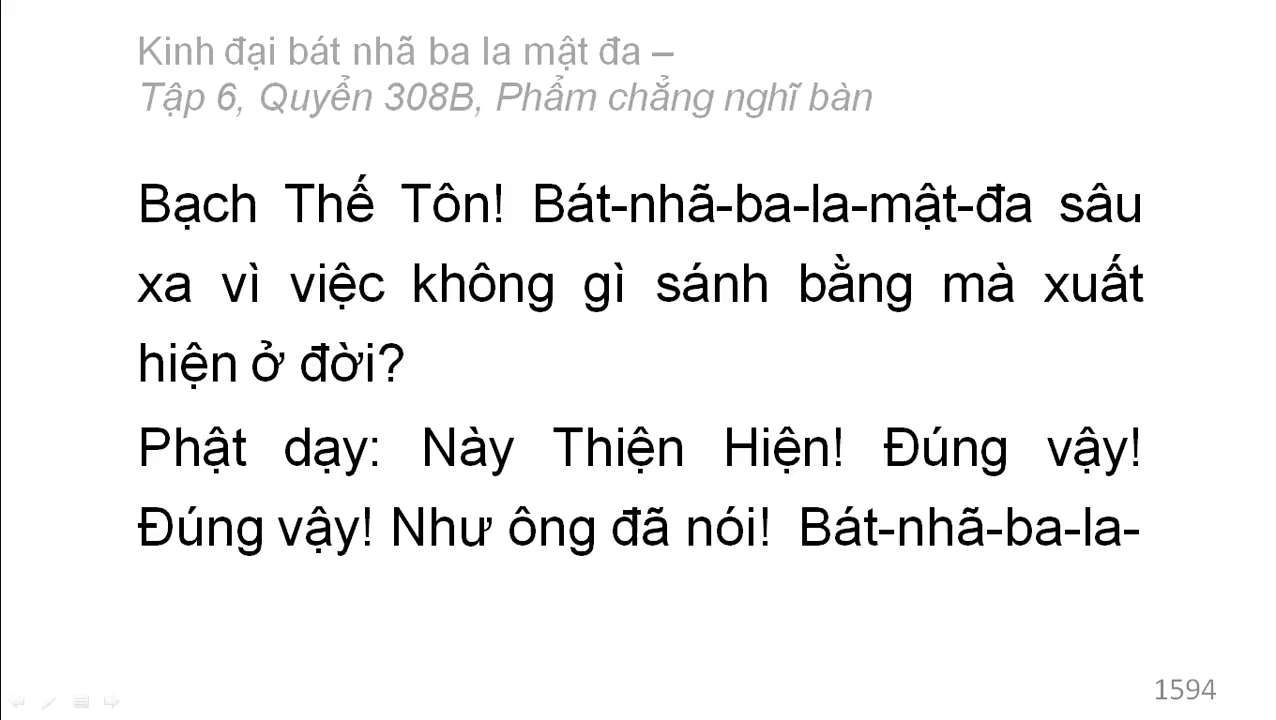 Kinh đại bát nhã ba la mật đa –
Tập 6, Quyển 308B, Phẩm chẳng nghĩ bàn
Bạch Thế Tôn! Bát-nhã-ba-la-mật-đa sâu
xa vì việc không gì sánh bằng mà xuất
hiện ở đời?
Phật dạy: Này Thiện Hiện! Đúng vậy!
Đúng vậy! Như ông đã nói! Bát-nhã-ba-la-
1594